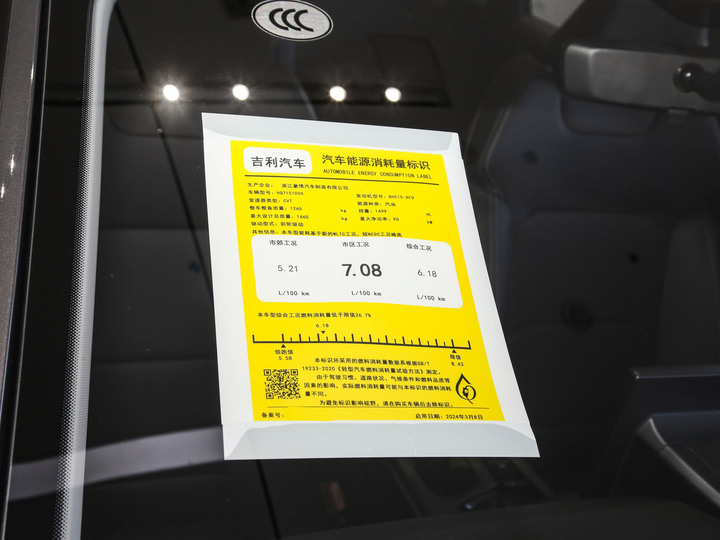 CCC
吉利汽车
汽车能源消耗量标识
AUTOMOBILE ENERGY CONSUMPTION LABEL
生产企业: 浙江豪情汽车制造有限公司
车辆型号: HQ7151DD5 发动机型号: BHE15-AFD
变速器类型: CVT 能源种类: 汽油
整车整备质量: 1265 kg 排量: 1499 mL
最大设计总质量: 1660 kg 最大净功率: 90 kW
驱动型式: 前轮驱动
其他信息: 本车型能耗基于新的WLTC工况, 较NEDC工况略高
市郊工况 市区工况 综合工况
5.21 7.08 6.18
L/100 km L/100 km L/100 km
本车型综合工况燃料消耗量低于限值26.7%
6.18
领跑值 限值
5.58 8.43
本标识所采用的燃料消耗量数据系根据GB/T
19233-2020《轻型汽车燃料消耗量试验方法》测定。
由于驾驶习惯、道路状况、气候条件和燃料品质等
因素的影响, 实际燃料消耗量可能与本标识的燃料消耗
量不同。
为避免标识影响视野, 请在购买车辆后去除标识。
备案号: 启用日期: 2024年3月8日